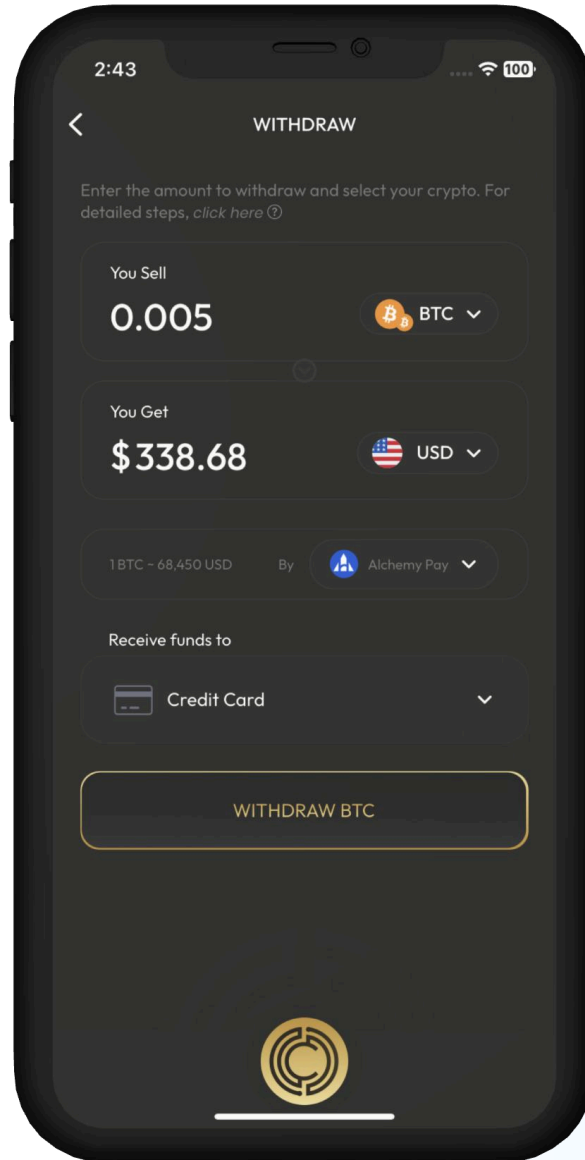 2:43
100
WITHDRAW
Enter the amount to withdraw and select your crypto. For
detailed steps, click here ?
You Sell
0.005
BTC
You Get
$338.68
USD
1 BTC ~ 68,450 USD By Alchemy Pay
Receive funds to
Credit Card
WITHDRAW BTC